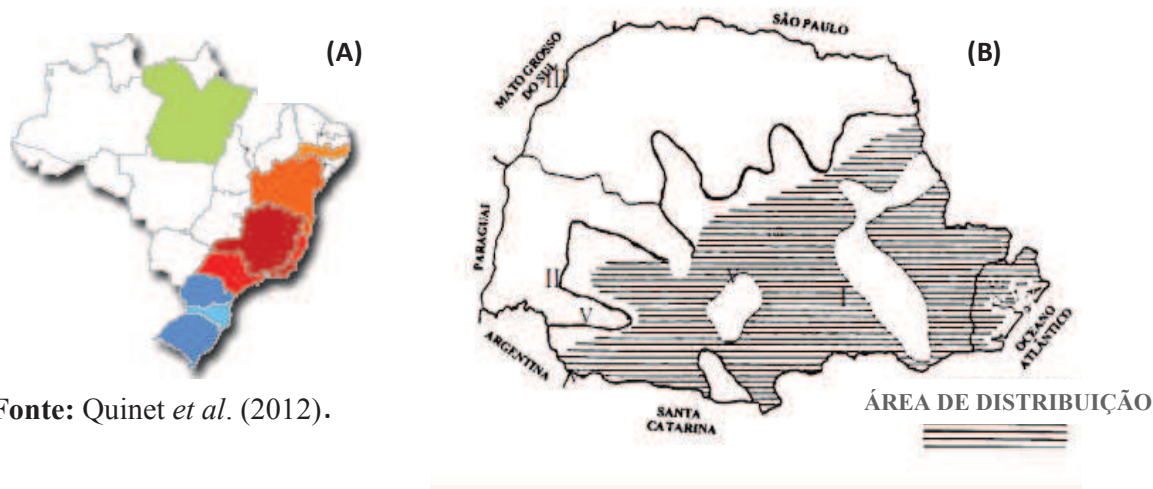 (A)
Fonte: Quinet et al. (2012).
(B)
SÃO PAULO
MATO GROSSO
DO SUL
III
PARAGUAI
II
V
V
I
ARGENTINA
SANTA
CATARINA
OCEANO
ATLÂNTICO
ÁREA DE DISTRIBUIÇÃO